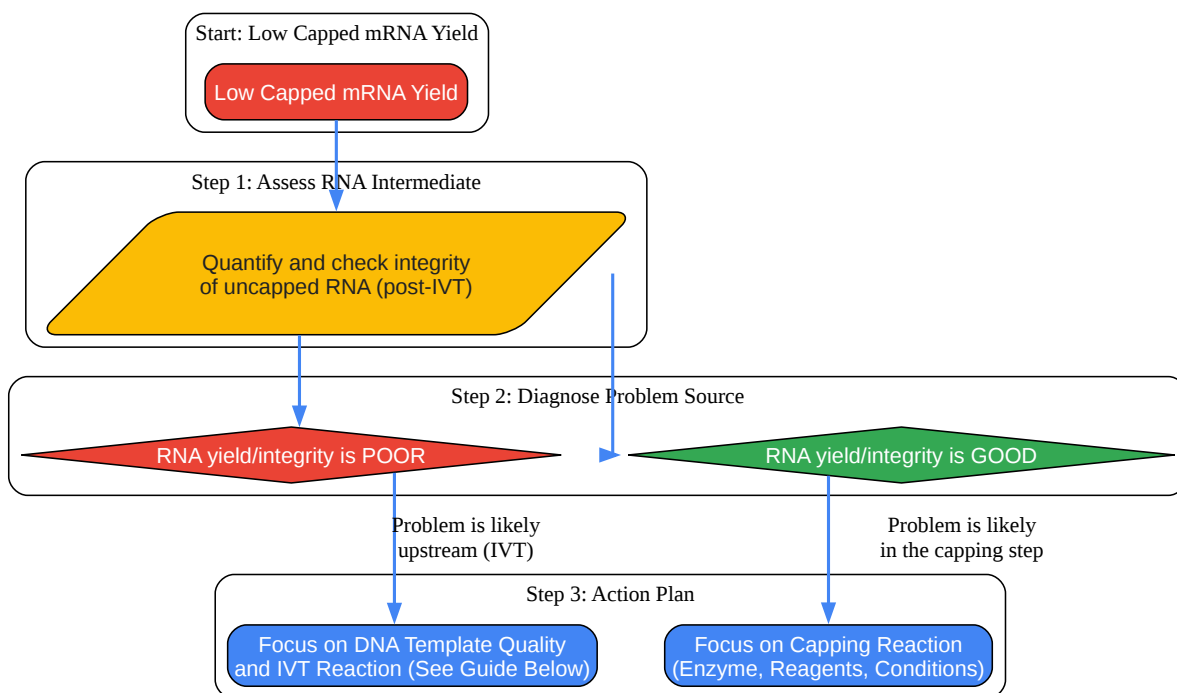 Start: Low Capped mRNA Yield
Low Capped mRNA Yield
Step 1: Assess RNA Intermediate
Quantify and check integrity
of uncapped RNA (post-IVT)
Step 2: Diagnose Problem Source
RNA yield/integrity is POOR
RNA yield/integrity is GOOD
Problem is likely
upstream (IVT)
Problem is likely
in the capping step
Step 3: Action Plan
Focus on DNA Template Quality
and IVT Reaction (See Guide Below)
Focus on Capping Reaction
(Enzyme, Reagents, Conditions)